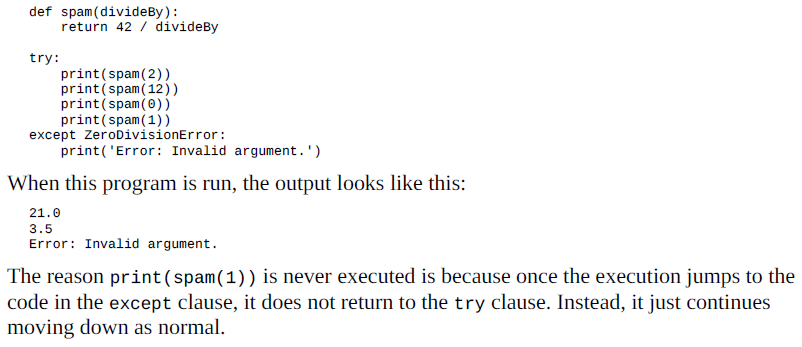 def spam(divideBy):
    return 42 / divideBy

try:
    print(spam(2))
    print(spam(12))
    print(spam(0))
    print(spam(1))
except ZeroDivisionError:
    print('Error: Invalid argument.')
When this program is run, the output looks like this:
21.0
3.5
Error: Invalid argument.
The reason print(spam(1)) is never executed is because once the execution jumps to the
code in the except clause, it does not return to the try clause. Instead, it just continues
moving down as normal.